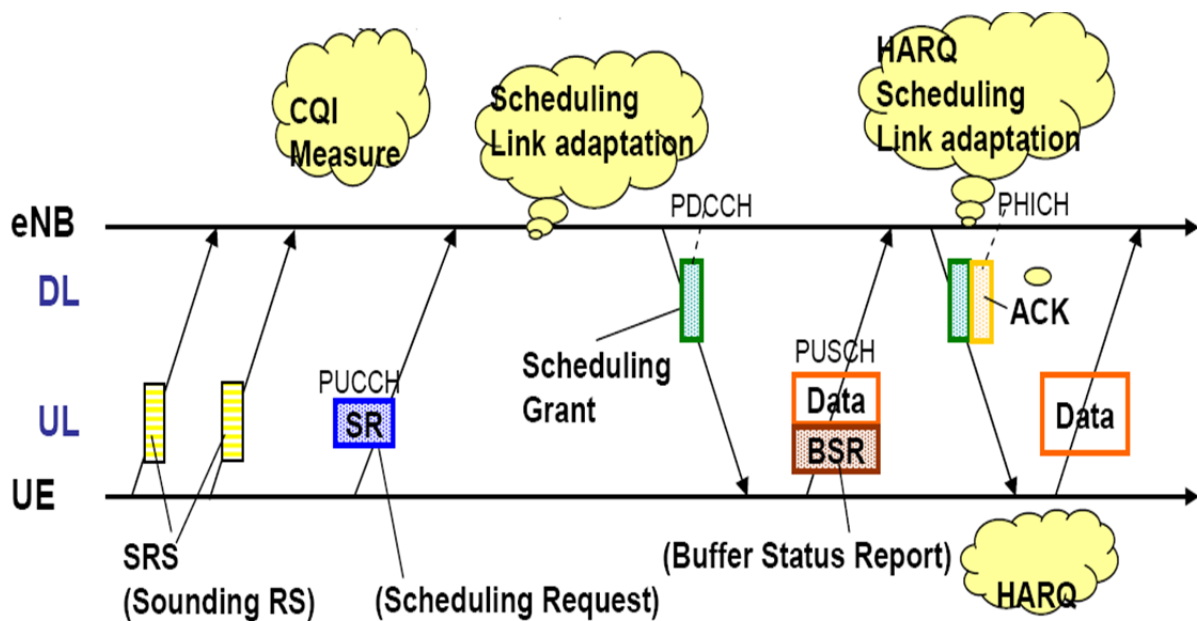 CQI
Measure
Scheduling
Link adaptation
HARQ
Scheduling
Link adaptation
eNB
PDCCH
PHICH
DL
ACK
Scheduling
Grant
PUCCH
PUSCH
UL
SR
Data
BSR
Data
UE
SRS
(Sounding RS)
(Scheduling Request)
(Buffer Status Report)
HARQ